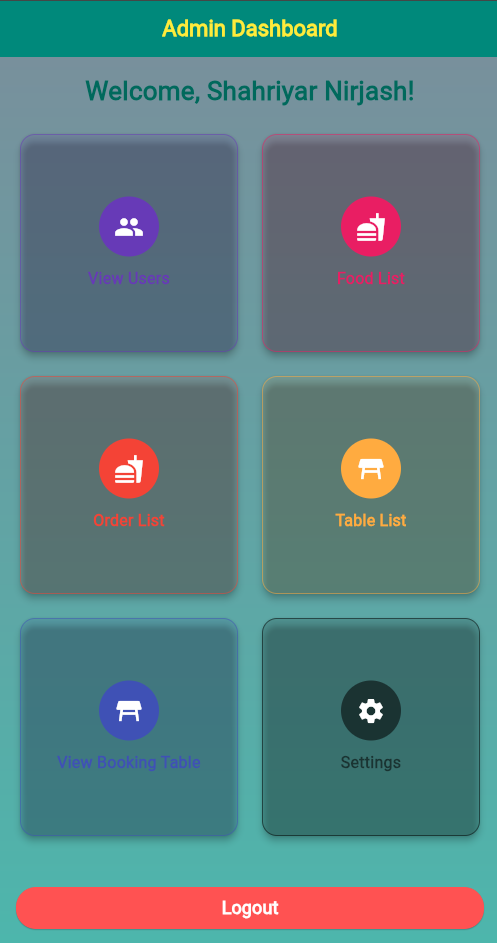 Admin Dashboard
Welcome, Shahriyar Nirjash!
View Users
Food List
Order List
Table List
View Booking Table
Settings
Logout